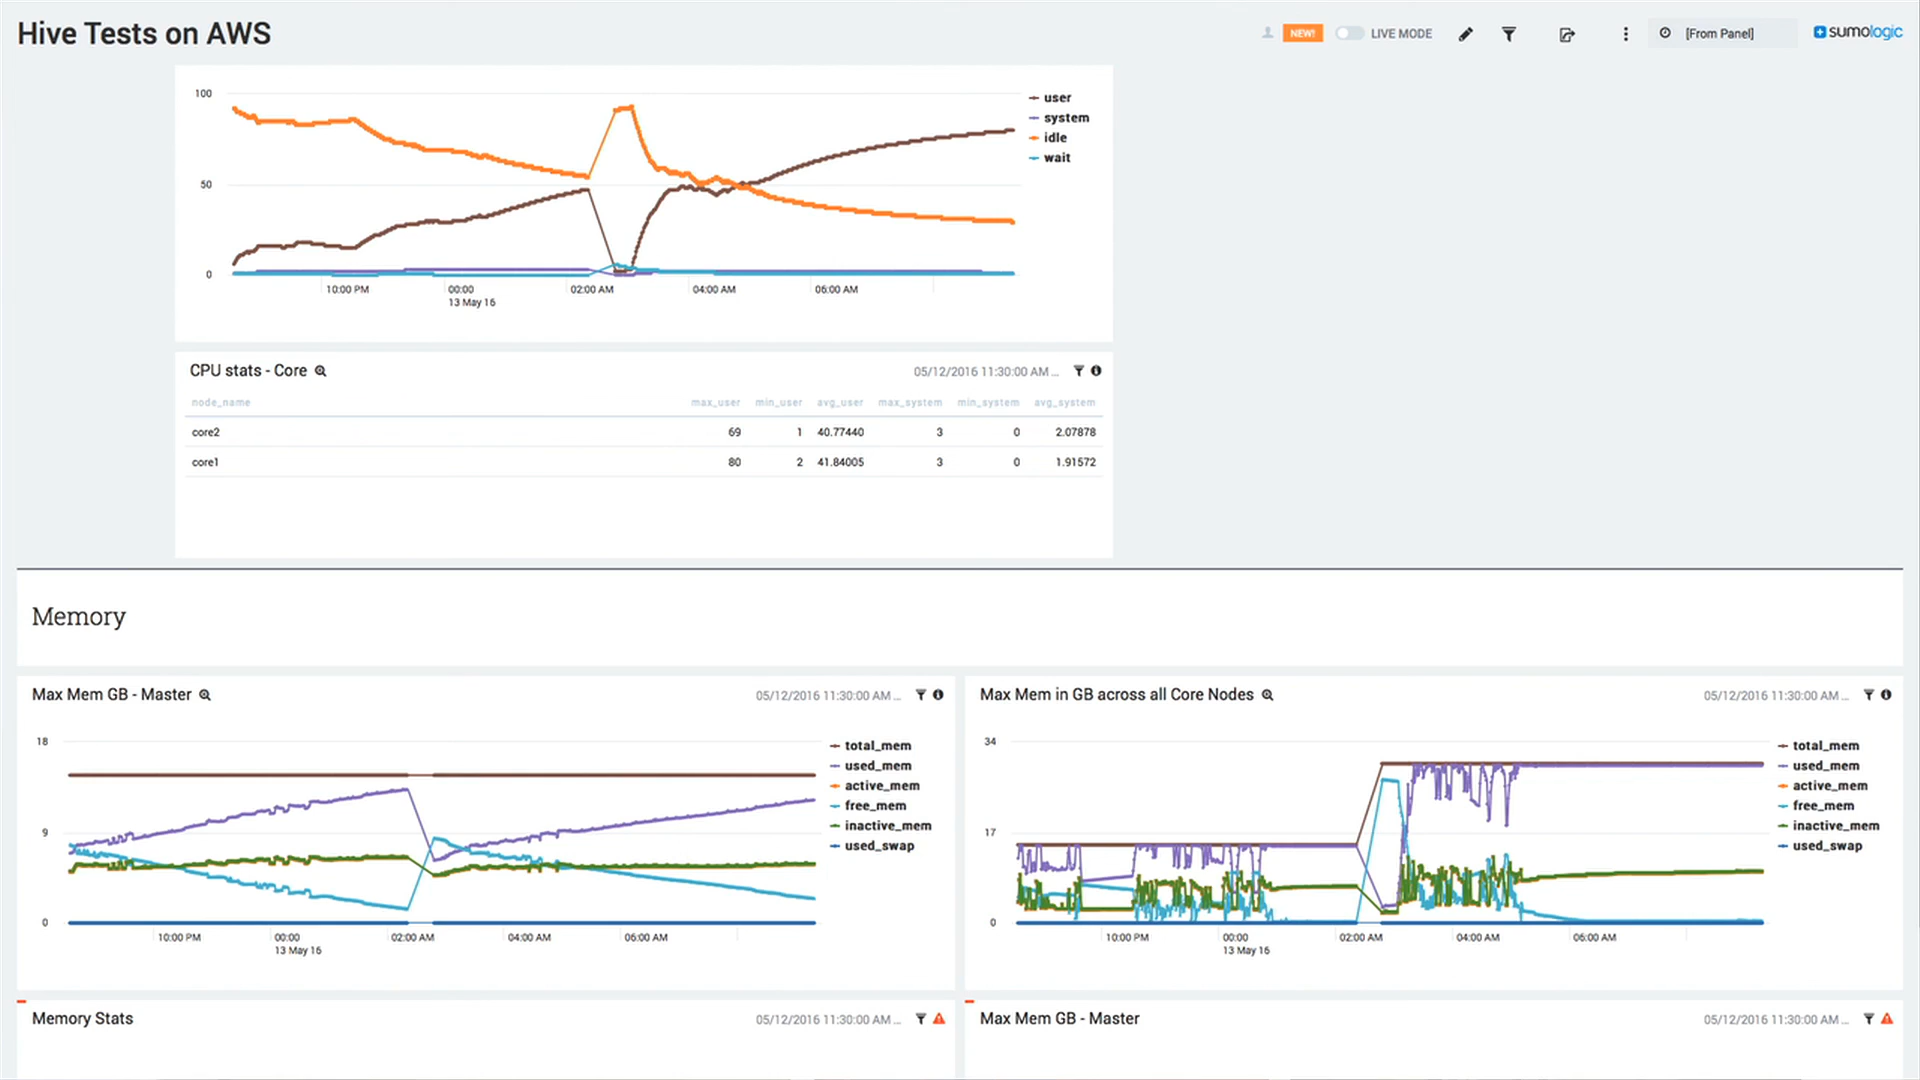 Hive Tests on AWS
NEW! LIVE MODE [From Panel] sumologic
100
50
0
10:00 PM 00:00 02:00 AM 04:00 AM 06:00 AM
13 May 16
user
system
idle
wait
CPU stats - Core 05/12/2016 11:30:00 AM ...
node_name max_user min_user avg_user max_system min_system avg_system
core2 69 1 40.77440 3 0 2.07878
core1 80 2 41.84005 3 0 1.91572
Memory
Max Mem GB - Master 05/12/2016 11:30:00 AM ...
18
9
0
10:00 PM 00:00 02:00 AM 04:00 AM 06:00 AM
13 May 16
total_mem
used_mem
active_mem
free_mem
inactive_mem
used_swap
Max Mem in GB across all Core Nodes 05/12/2016 11:30:00 AM ...
34
17
0
10:00 PM 00:00 02:00 AM 04:00 AM 06:00 AM
13 May 16
total_mem
used_mem
active_mem
free_mem
inactive_mem
used_swap
Memory Stats 05/12/2016 11:30:00 AM ...
Max Mem GB - Master 05/12/2016 11:30:00 AM ...